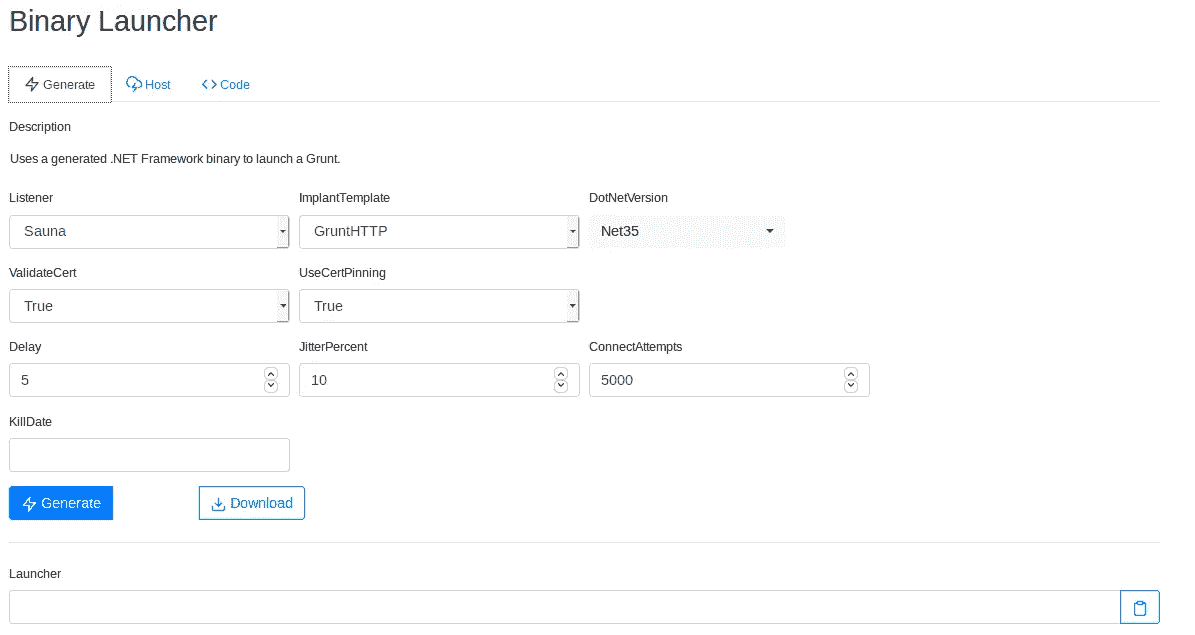 Binary Launcher
Generate Host <> Code
Description
Uses a generated .NET Framework binary to launch a Grunt.
Listener ImplantTemplate DotNetVersion
Sauna GruntHTTP Net35
ValidateCert UseCertPinning
True True
Delay JitterPercent ConnectAttempts
5 10 5000
KillDate
Generate Download
Launcher